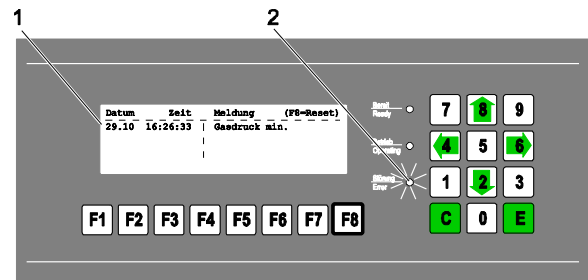 1
2
Datum Zeit Meldung (F8=Reset)
29.10 16:26:33 | Gasdruck min.
Bereit
Ready
Betrieb
Operating
Störung
Error
7 8 9
4 5 6
1 2 3
C 0 E
F1 F2 F3 F4 F5 F6 F7 F8